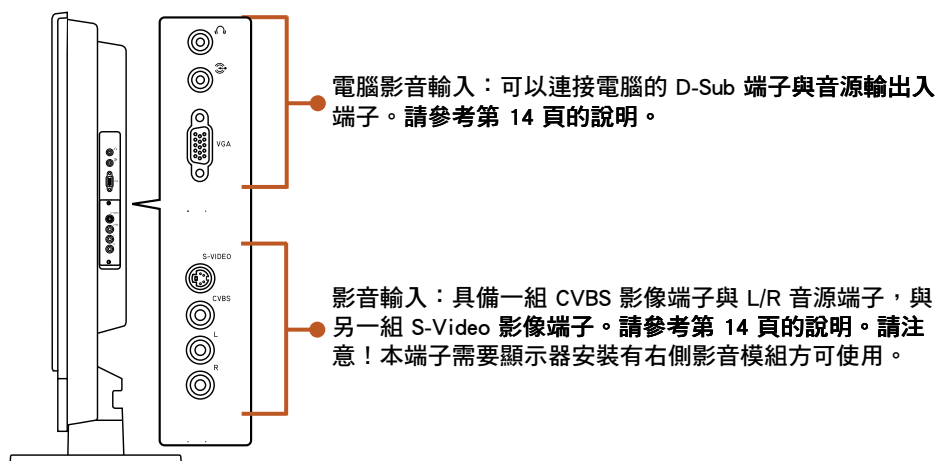 VGA
電腦影音輸入：可以連接電腦的 D-Sub 端子與音源輸出入
端子。請參考第 14 頁的說明。
S-VIDEO
CVBS
L
R
影音輸入：具備一組 CVBS 影像端子與 L/R 音源端子，與
另一組 S-Video 影像端子。請參考第 14 頁的說明。請注
意！本端子需要顯示器安裝有右側影音模組方可使用。